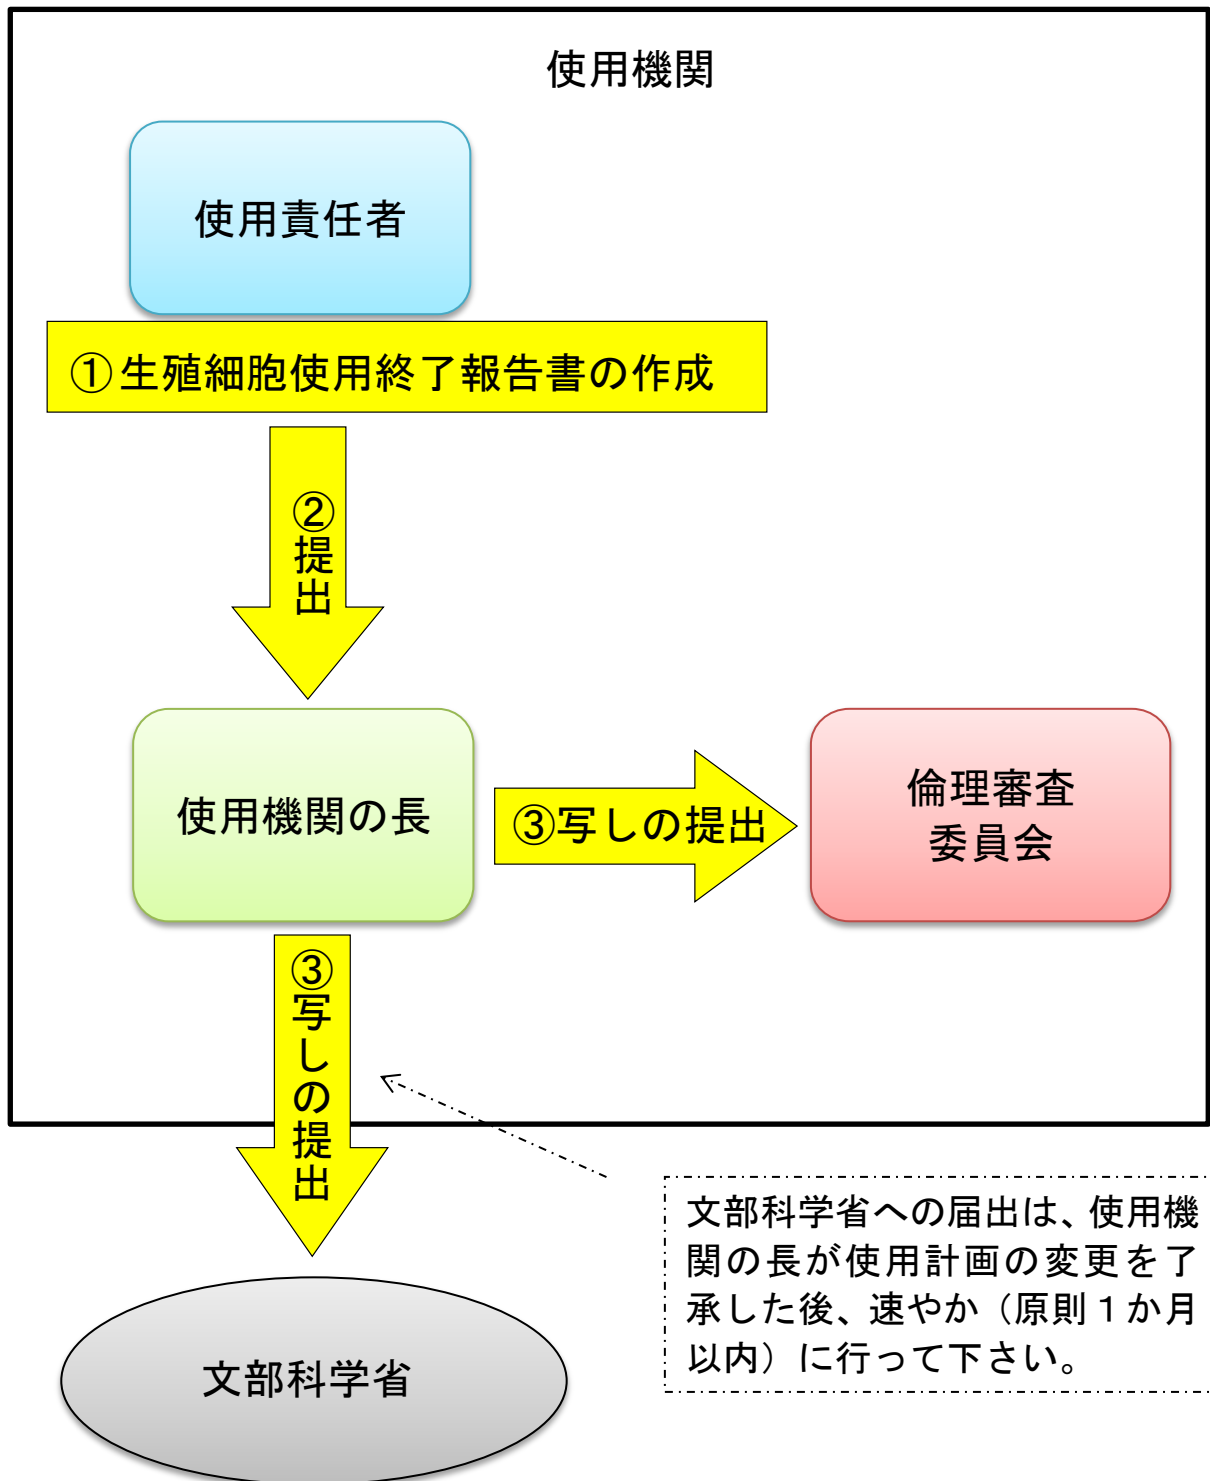 使用機関
使用責任者
①生殖細胞使用終了報告書の作成
②提出
使用機関の長
③写しの提出
倫理審査
委員会
③写しの提出
文部科学省への届出は、使用機
関の長が使用計画の変更を了
承した後、速やか（原則１か月
以内）に行って下さい。
文部科学省